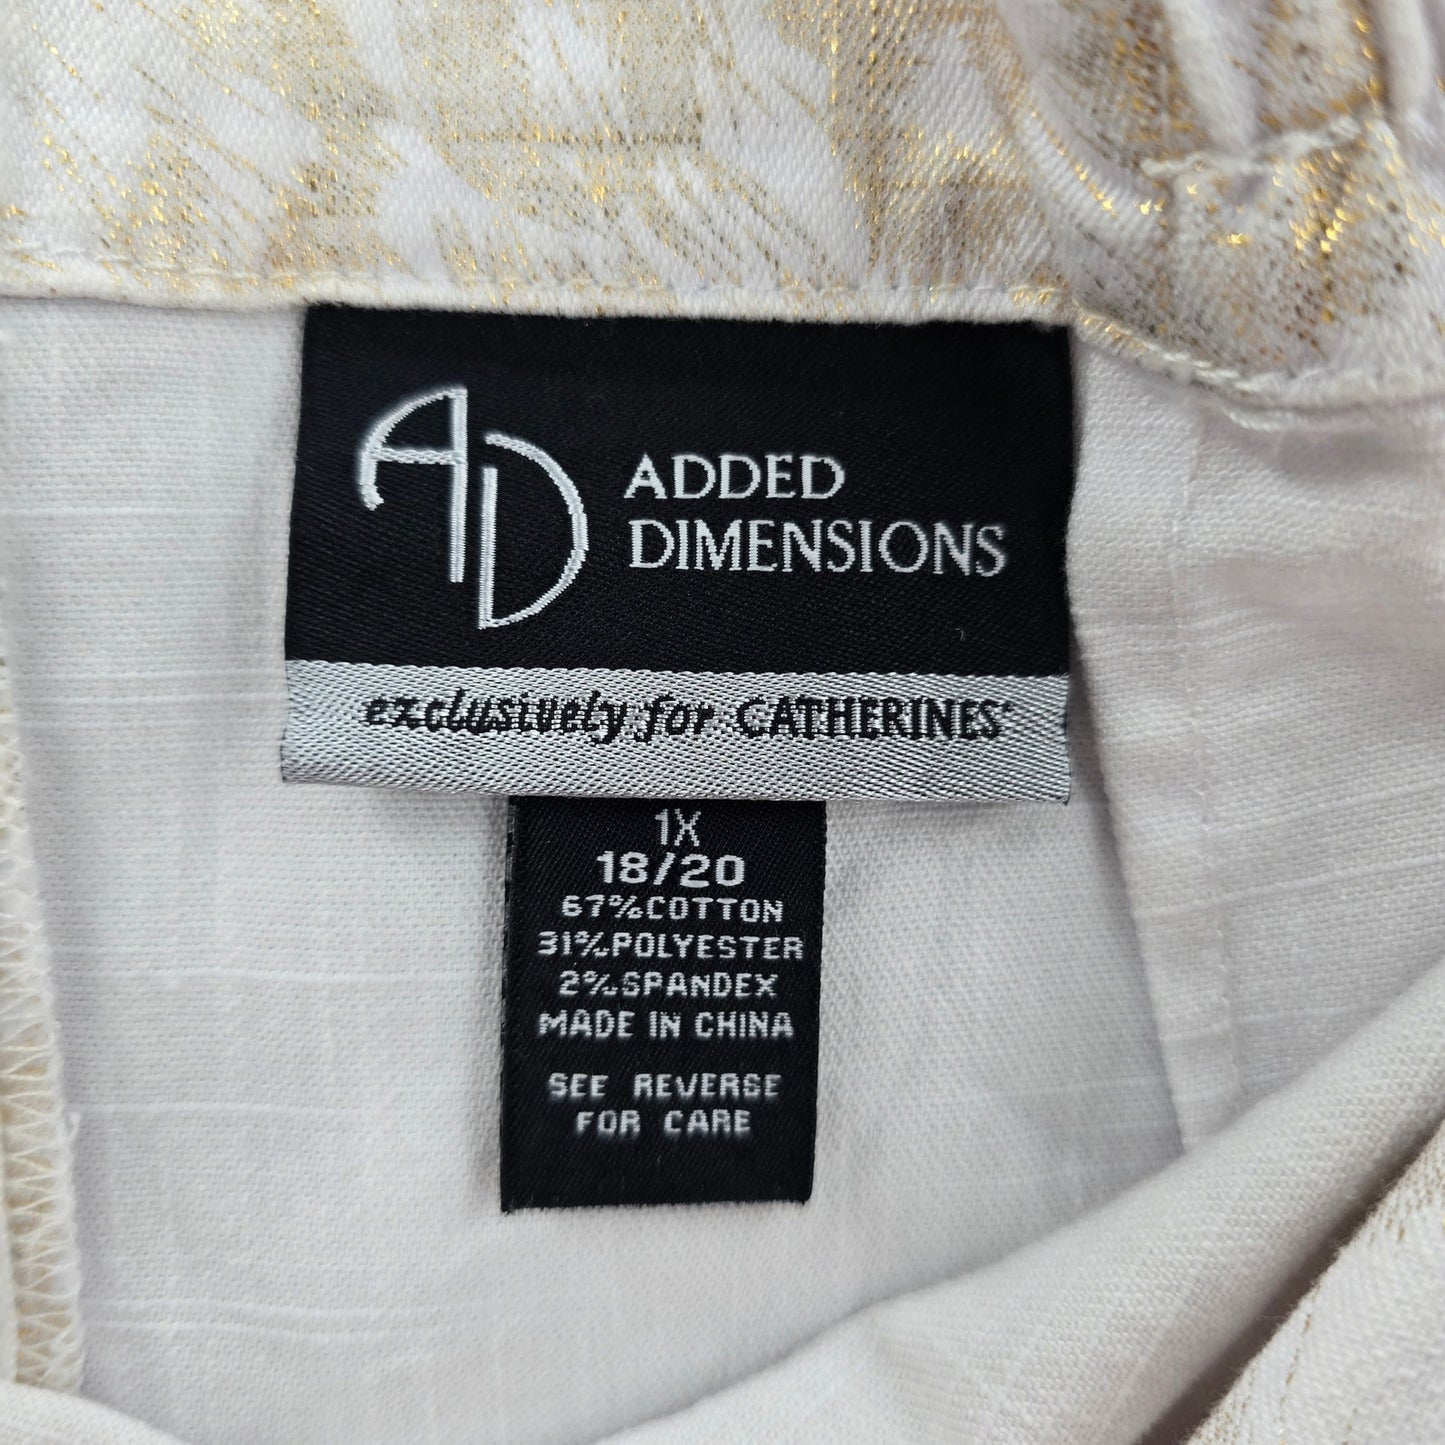 AD
ADDED
DIMENSIONS
exclusively for CATHERINES®
1X
18/20
67%COTTON
31%POLYESTER
2%SPANDEX
MADE IN CHINA
SEE REVERSE
FOR CARE